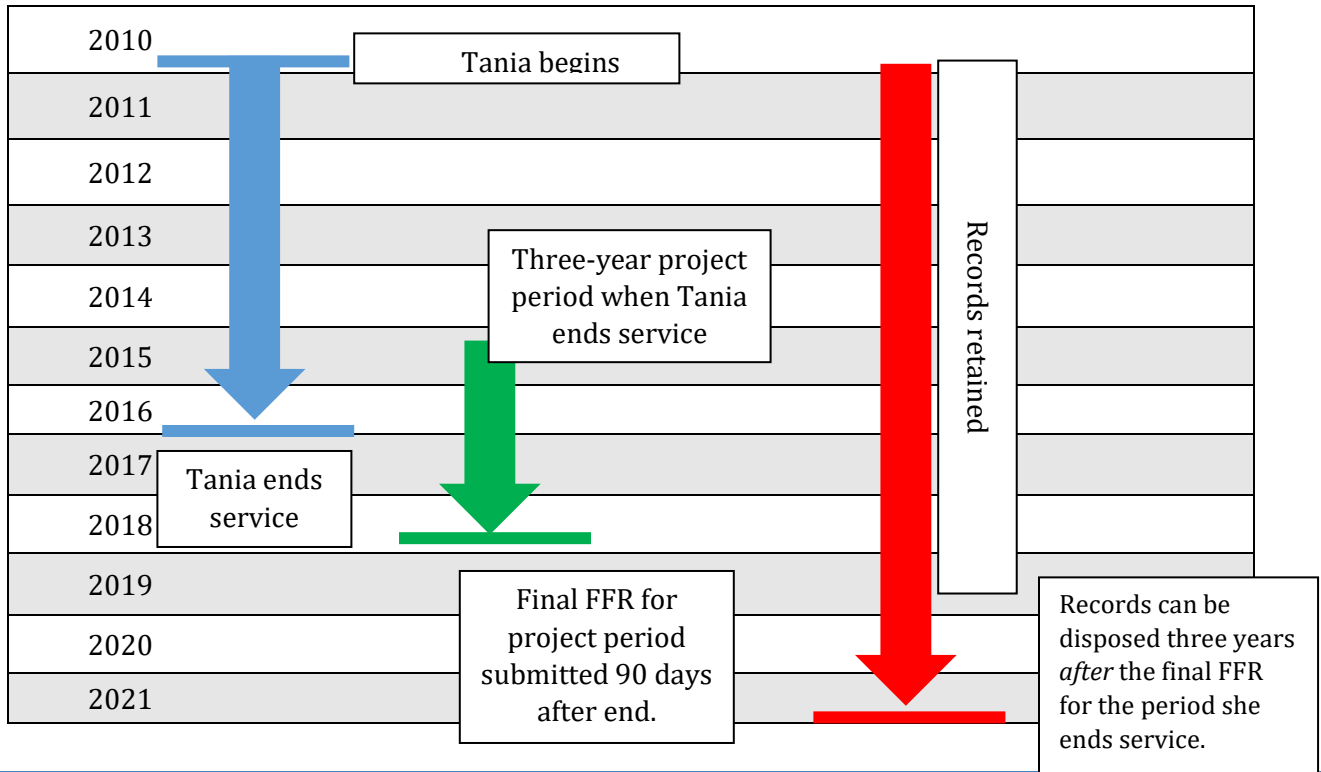 2010
Tania begins
2011
2012
2013
Three-year project
period when Tania
ends service
2014
2015
2016
Records retained
2017
Tania ends
service
2018
2019
Final FFR for
project period
submitted 90 days
after end.
2020
2021
Records can be
disposed three years
after the final FFR
for the period she
ends service.